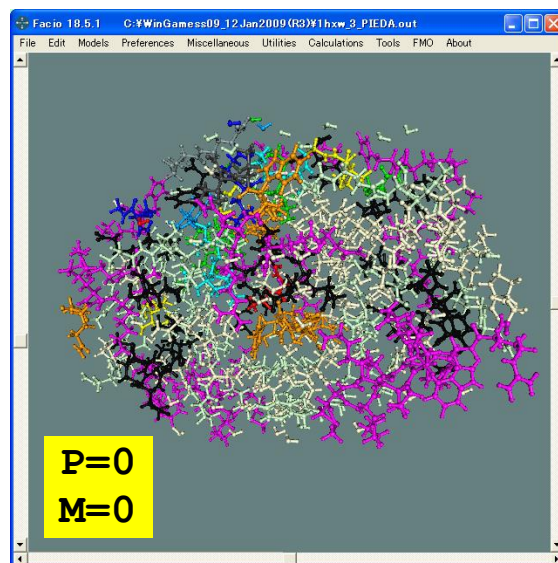 Facio 18.5.1 C:¥WinGamess09_12Jan2009(R3)¥1hxw_3_PIEDA.out
File Edit Models Preferences Miscellaneous Utilities Calculations Tools FMO About
P=0
M=0